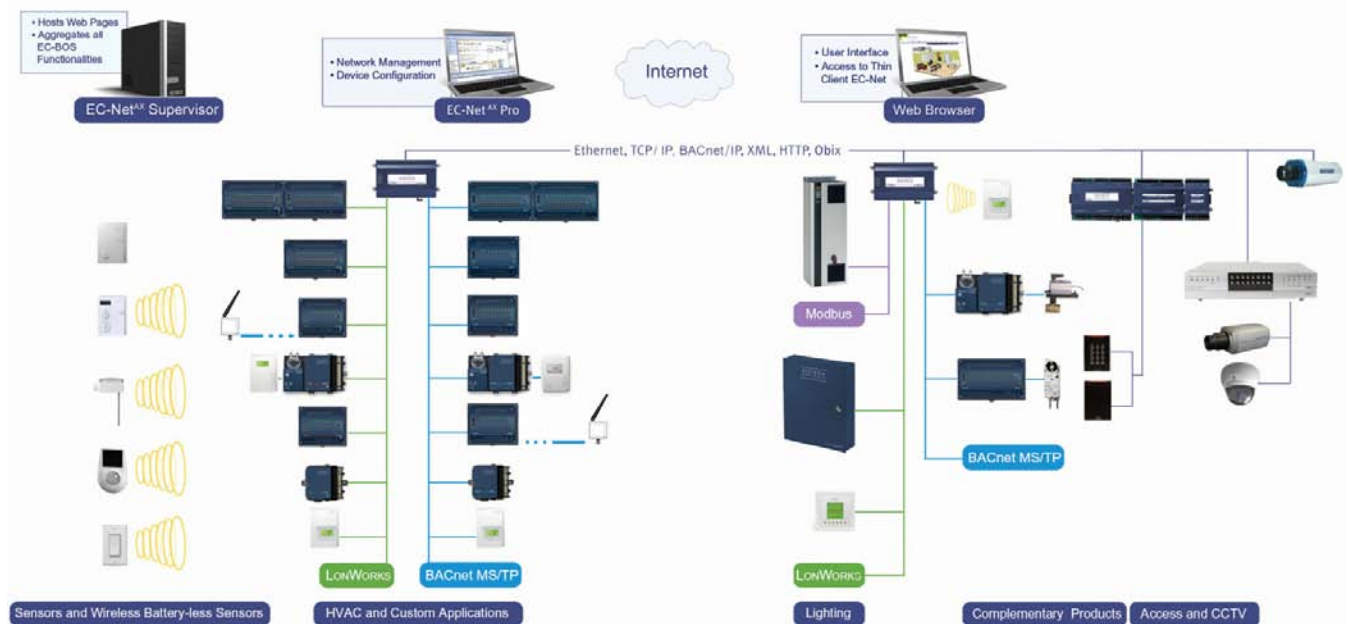 • Hosts Web Pages
• Aggregates all
EC-BOS
Functionalities
EC-Net AX Supervisor
• Network Management
• Device Configuration
EC-Net AX Pro
Internet
• User Interface
• Access to Thin
Client EC-Net
Web Browser
Ethernet, TCP/ IP, BACnet/IP, XML, HTTP, Obix
Modbus
BACnet MS/TP
LONWORKS
BACnet MS/TP
LONWORKS
Sensors and Wireless Battery-less Sensors
HVAC and Custom Applications
Lighting
Complementary Products
Access and CCTV